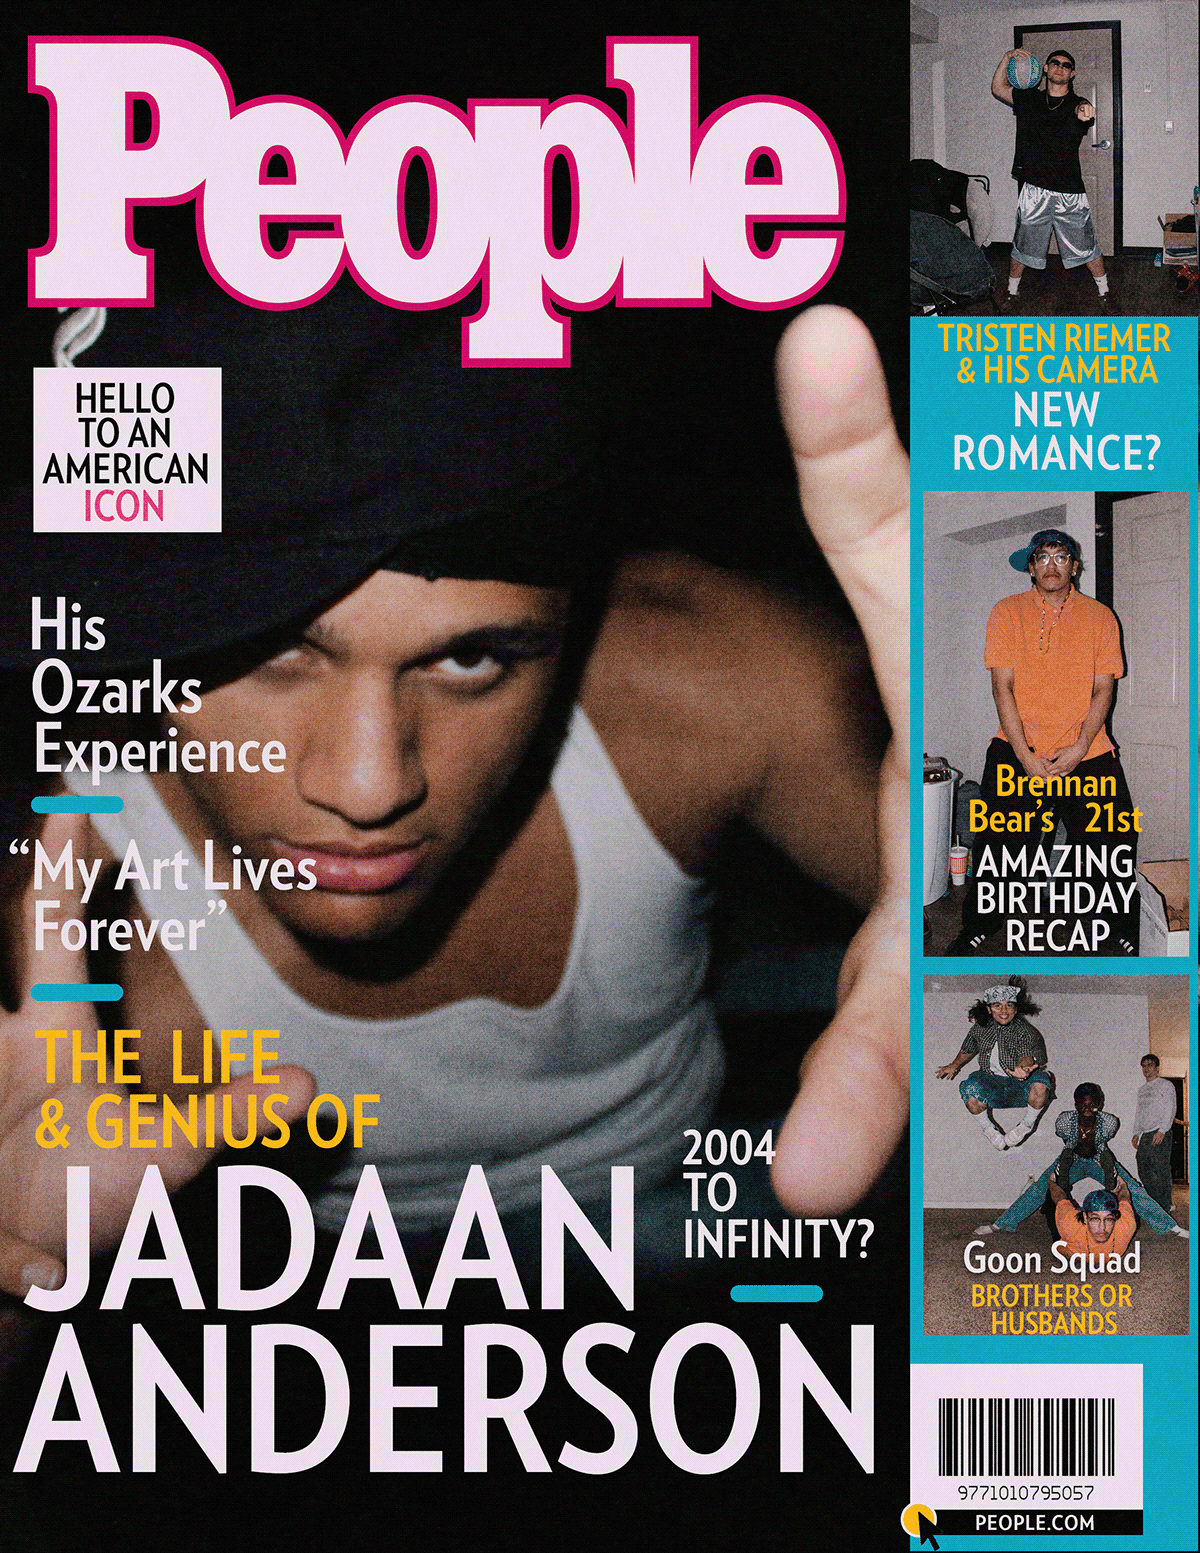 People
HELLO
TO AN
AMERICAN
ICON
His
Ozarks
Experience
“My Art Lives
Forever”
THE LIFE
& GENIUS OF
JADAAN
ANDERSON
2004
TO
INFINITY?
TRISTEN RIEMER
& HIS CAMERA
NEW
ROMANCE?
Brennan
Bear's 21st
AMAZING
BIRTHDAY
RECAP
Goon Squad
BROTHERS OR
HUSBANDS
9771010795057
PEOPLE.COM